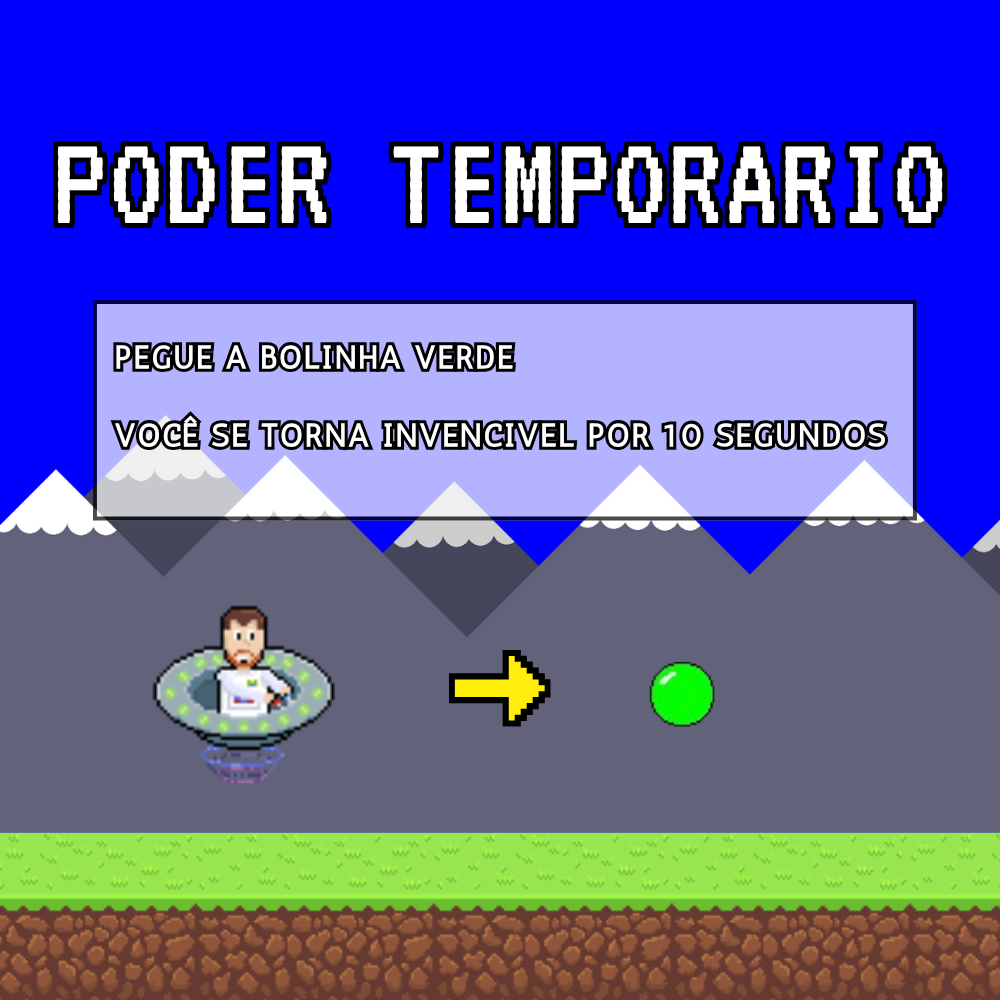 PODER TEMPORARIO
PEGUE A BOLINHA VERDE
VOCÊ SE TORNA INVENCIVEL POR 10 SEGUNDOS